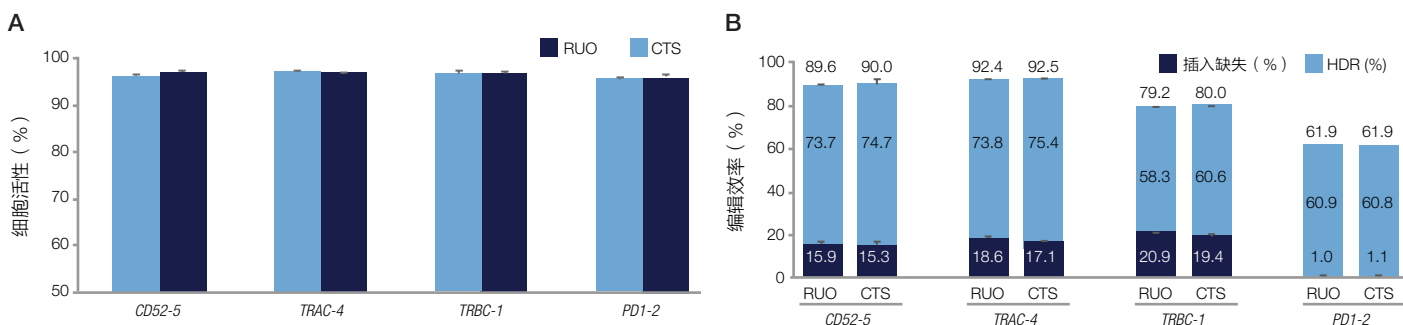 A
RUO CTS
细胞活性（%）
100
90
80
70
60
50
CD52-5 TRAC-4 TRBC-1 PD1-2
B
插入缺失（%） HDR (%)
编辑效率（%）
100
80
60
40
20
0
89.6 90.0 92.4 92.5 79.2 80.0 61.9 61.9
73.7 74.7 73.8 75.4 58.3 60.6 60.9 60.8
15.9 15.3 18.6 17.1 20.9 19.4 1.0 1.1
RUO CTS RUO CTS RUO CTS RUO CTS
CD52-5 TRAC-4 TRBC-1 PD1-2